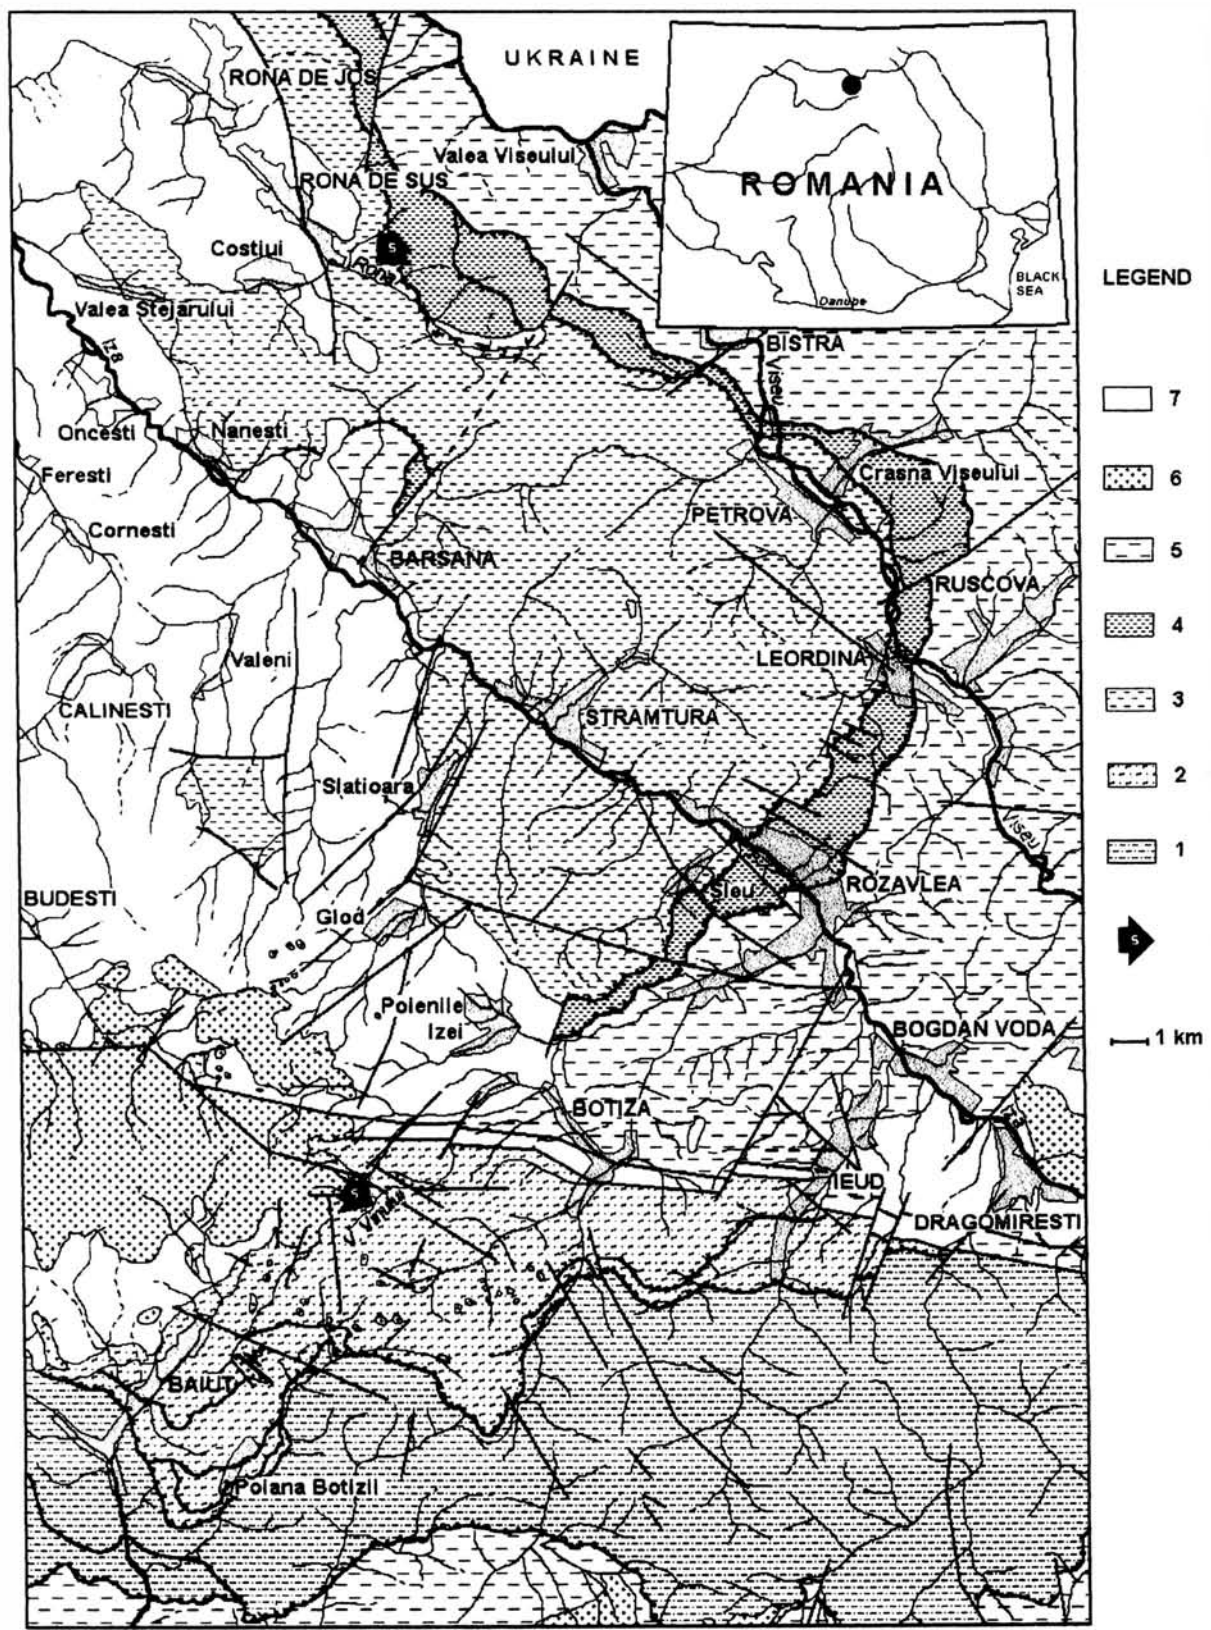 UKRAINE
RONA DE JOS
Valea Viseului
RONA DE SUS
ROMANIA
Costiui
Rona
BLACK
SEA
Danube
LEGEND
Valea Stejarului
Iza
BISTRA
Viseu
7
Oncesti
Nanesti
Feresti
Crasna Viseului
6
Cornesti
PETROVA
5
BARSANA
RUSCOVA
4
Valeni
LEORDINA
CALINESTI
STRAMTURA
3
Slatioara
2
Viseu
1
BUDESTI
Sieu
ROZAVLEA
Glod
S
Poienile
Izei
BOGDAN VODA
1 km
BOTIZA
Iza
IEUD
S
DRAGOMIRESTI
BAIUT
Poiana Botizii